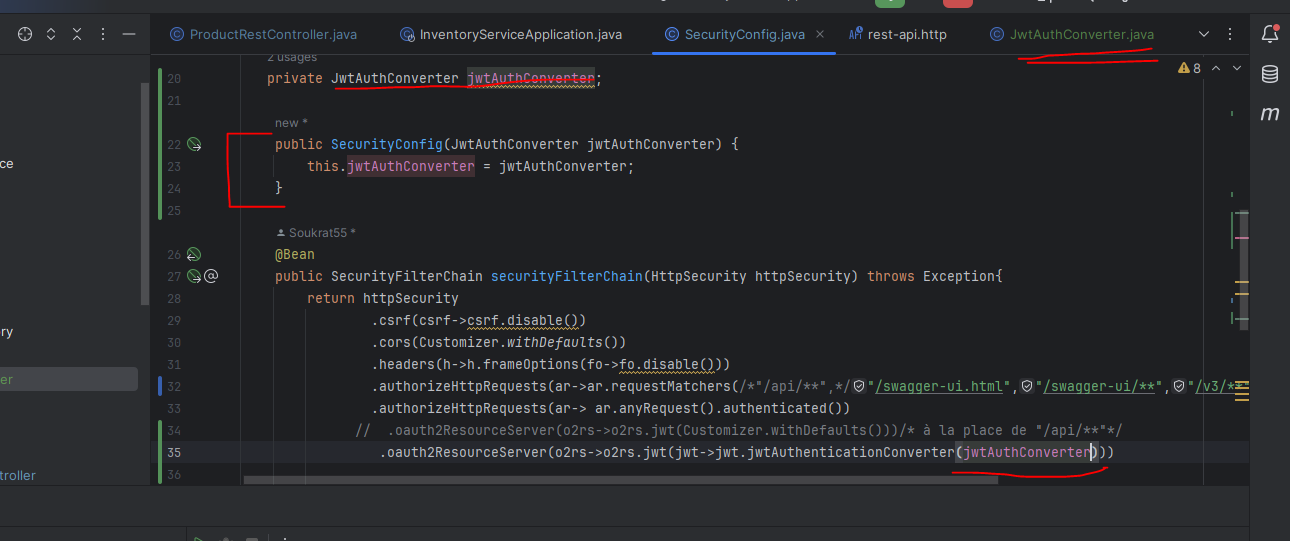 ProductRestController.java InventoryServiceApplication.java SecurityConfig.java × API rest-api.http JwtAuthConverter.java
2 usages
8
20 private JwtAuthConverter jwtAuthConverter;
21
new *
22 public SecurityConfig(JwtAuthConverter jwtAuthConverter) {
ce
23 this.jwtAuthConverter = jwtAuthConverter;
24 }
25
Soukrat55 *
26 @Bean
27 public SecurityFilterChain securityFilterChain(HttpSecurity httpSecurity) throws Exception{
28 return httpSecurity
29 .csrf(csrf->csrf.disable())
ry
30 .cors(Customizer.withDefaults())
31 .headers(h->h.frameOptions(fo->fo.disable()))
er
32 .authorizeHttpRequests(ar->ar.requestMatchers(/*"/api/**",*/"/swagger-ui.html","/swagger-ui/**","/v3/**"
33 .authorizeHttpRequests(ar-> ar.anyRequest().authenticated())
34 // .oauth2ResourceServer(o2rs->o2rs.jwt(Customizer.withDefaults()))/* à la place de "/api/**"*/
35 .oauth2ResourceServer(o2rs->o2rs.jwt(jwt->jwt.jwtAuthenticationConverter(jwtAuthConverter)))
36
troller
m